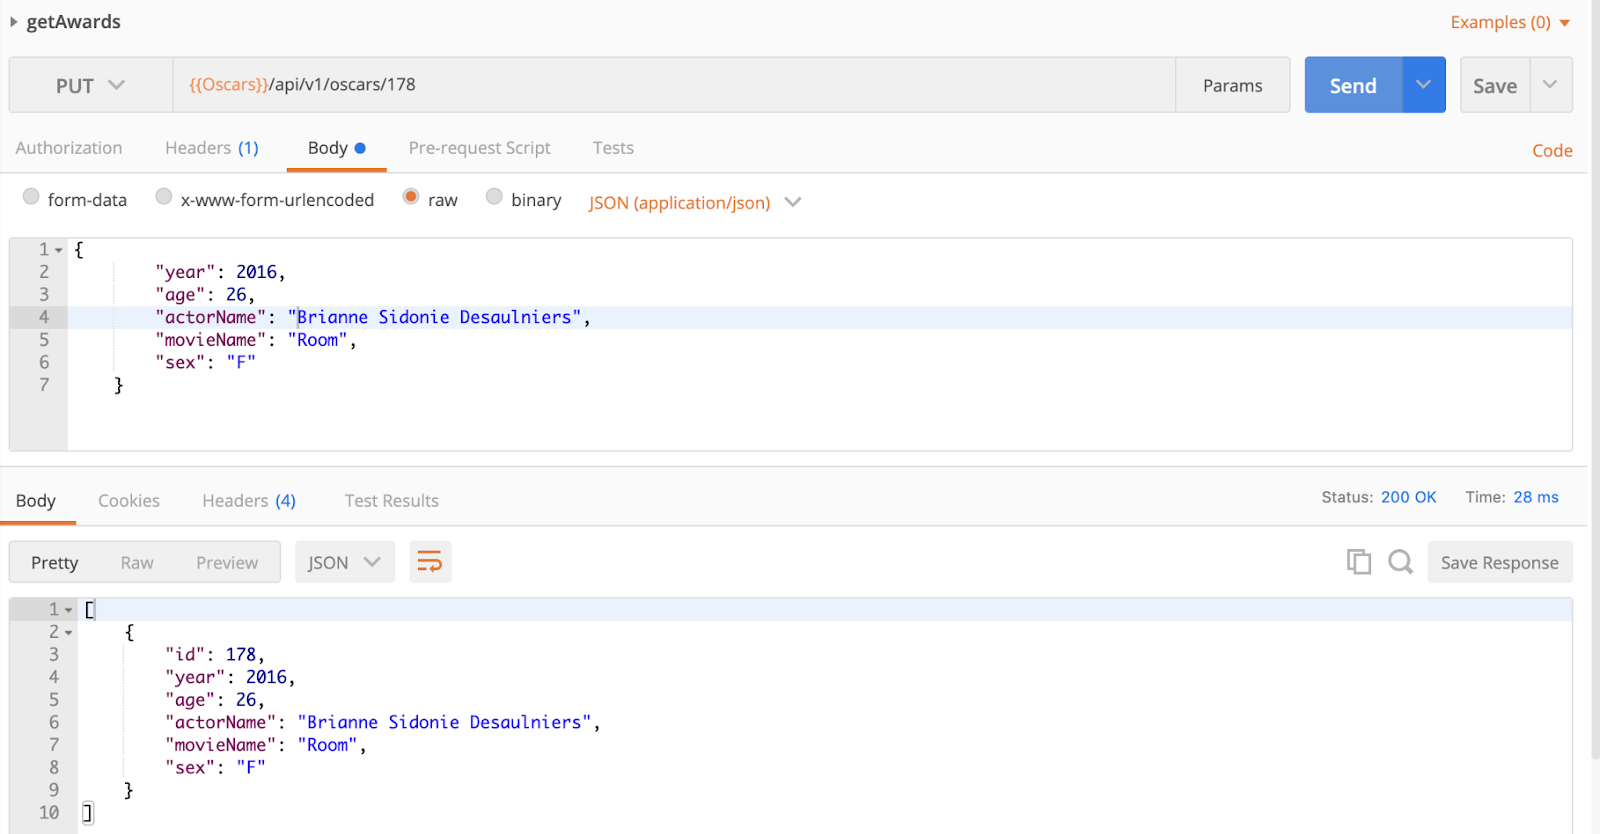 getAwards Examples (0)
PUT {{Oscars}}/api/v1/oscars/178 Params Send Save
Authorization Headers (1) Body Pre-request Script Tests Code
form-data x-www-form-urlencoded raw binary JSON (application/json)
1 {
2 "year": 2016,
3 "age": 26,
4 "actorName": "Brianne Sidonie Desaulniers",
5 "movieName": "Room",
6 "sex": "F"
7 }
Body Cookies Headers (4) Test Results Status: 200 OK Time: 28 ms
Pretty Raw Preview JSON Save Response
1 [
2 {
3 "id": 178,
4 "year": 2016,
5 "age": 26,
6 "actorName": "Brianne Sidonie Desaulniers",
7 "movieName": "Room",
8 "sex": "F"
9 }
10 ]